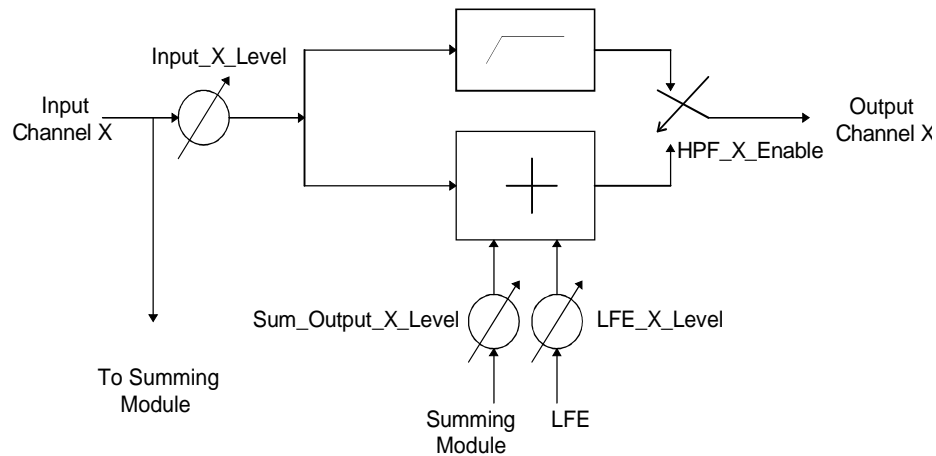 Input_X_Level
Input
Channel X
Output
Channel X
HPF_X_Enable
Sum_Output_X_Level
LFE_X_Level
To Summing
Module
Summing
Module
LFE